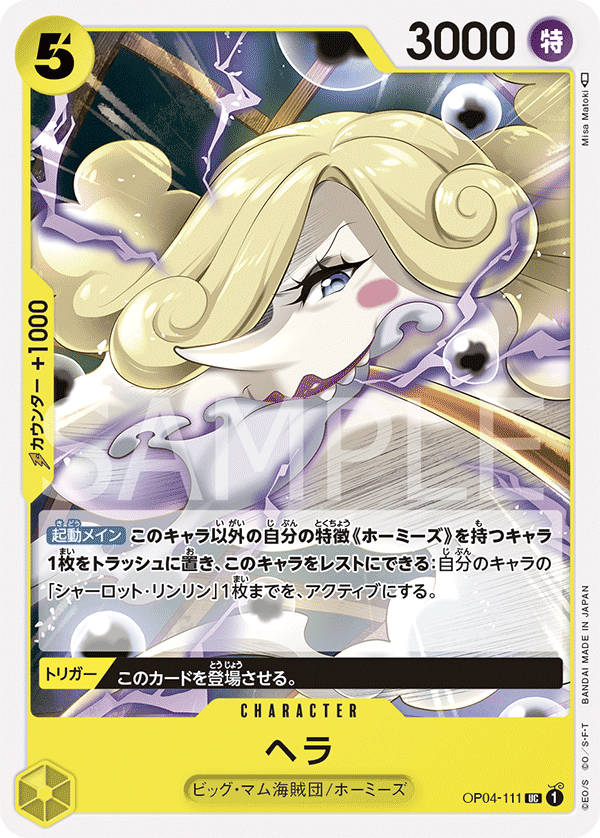 5
3000
特
Misa Matoki
カウンター +1000
SAMPLE
起動メイン このキャラ以外の自分の特徴《ホーミーズ》を持つキャラ
1枚をトラッシュに置き、このキャラをレストにできる：自分のキャラの
「シャーロット・リンリン」1枚までを、アクティブにする。
トリガー このカードを登場させる。
CHARACTER
ヘラ
ビッグ・マム海賊団/ホーミーズ
OP04-111 UC 1
BANDAI MADE IN JAPAN
©E.O/S ©O/S・F・T